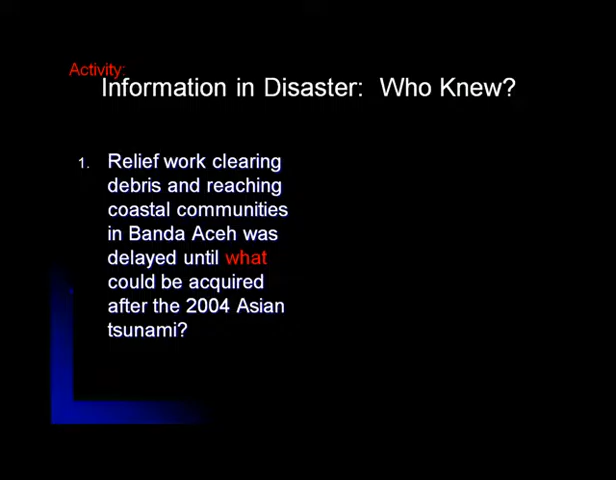 Activity:
Information in Disaster: Who Knew?
1. Relief work clearing
debris and reaching
coastal communities
in Banda Aceh was
delayed until what
could be acquired
after the 2004 Asian
tsunami?